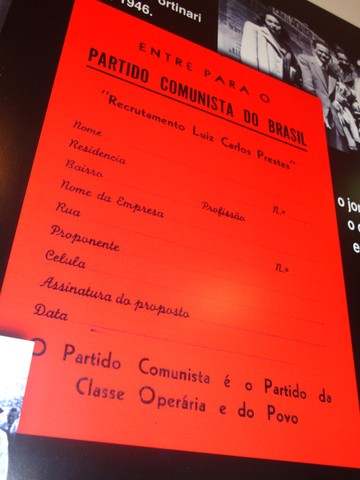 ortinari
1946.
ENTRE PARA O
PARTIDO COMUNISTA DO BRASIL
"Recrutamento Luiz Carlos Prestes"
Nome
Residencia n.º
Bairro
Nome da Empresa Profissão
Rua n.º
Proponente
Celula
Assinatura do proposto
Data
O Partido Comunista é o Partido da
Classe Operária e do Povo
o jor
o d
e